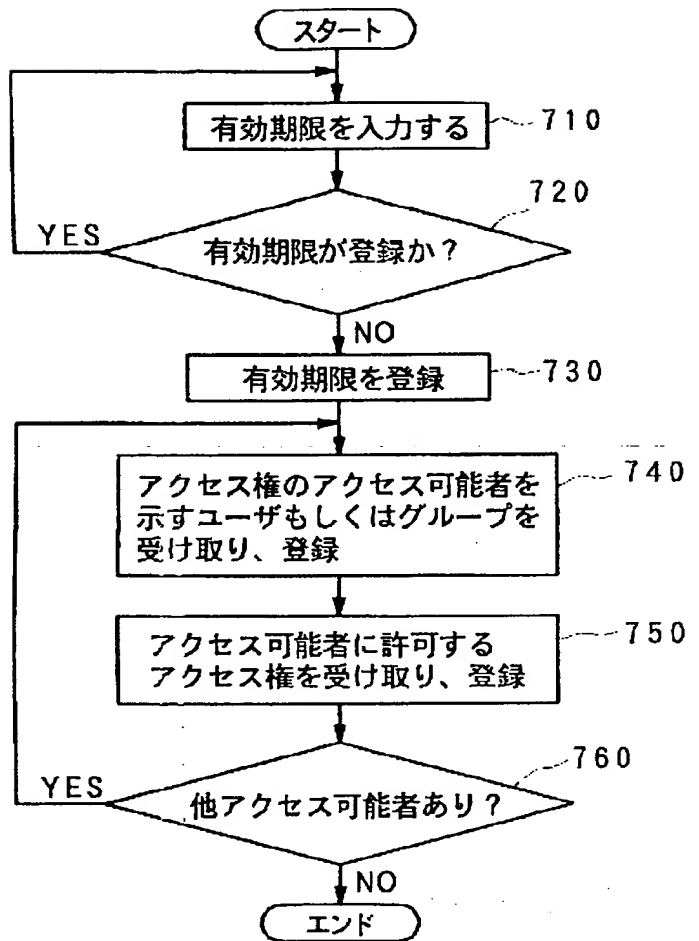 スタート
有効期限を入力する
710
720
YES
有効期限が登録か?
NO
有効期限を登録
730
アクセス権のアクセス可能者を
示すユーザもしくはグループを
受け取り、登録
740
アクセス可能者に許可する
アクセス権を受け取り、登録
750
760
YES
他アクセス可能者あり?
NO
エンド